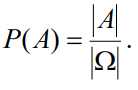 P(A) = |A| / |Ω|.